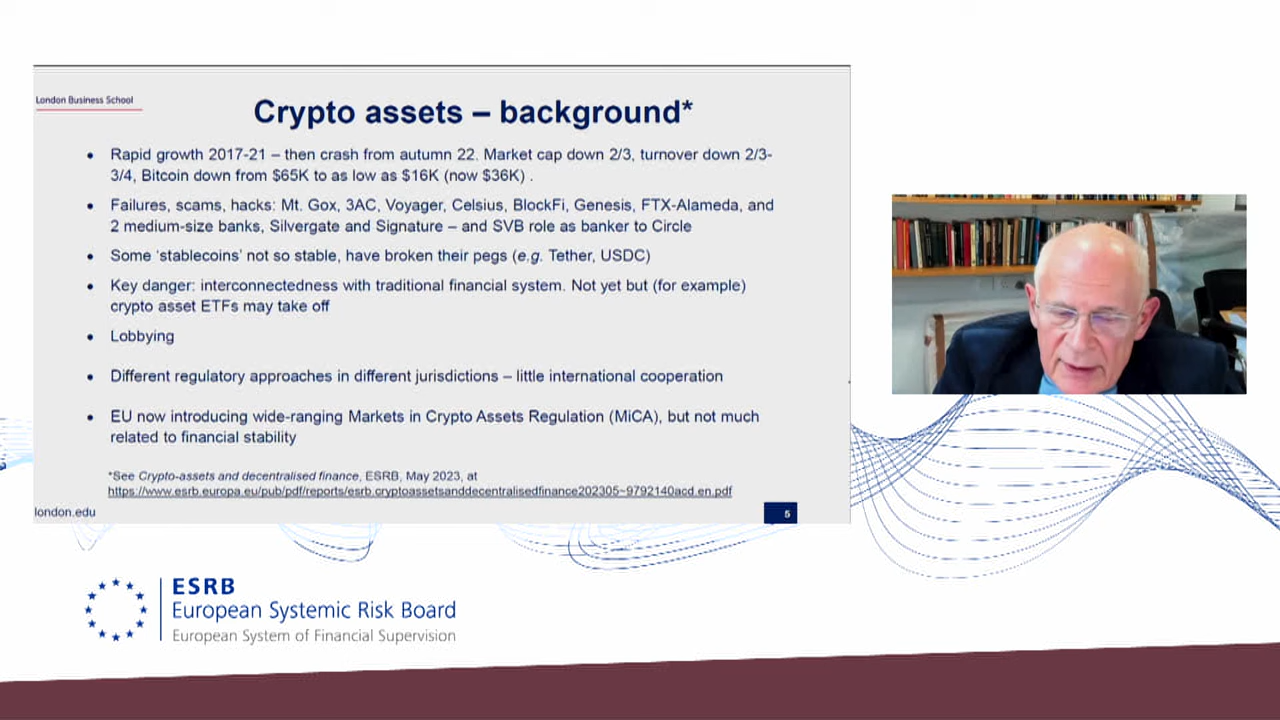 London Business School
Crypto assets – background*
• Rapid growth 2017-21 – then crash from autumn 22. Market cap down 2/3, turnover down 2/3-
3/4, Bitcoin down from $65K to as low as $16K (now $36K) .
• Failures, scams, hacks: Mt. Gox, 3AC, Voyager, Celsius, BlockFi, Genesis, FTX-Alameda, and
2 medium-size banks, Silvergate and Signature – and SVB role as banker to Circle
• Some ‘stablecoins’ not so stable, have broken their pegs (e.g. Tether, USDC)
• Key danger: interconnectedness with traditional financial system. Not yet but (for example)
crypto asset ETFs may take off
• Lobbying
• Different regulatory approaches in different jurisdictions – little international cooperation
• EU now introducing wide-ranging Markets in Crypto Assets Regulation (MiCA), but not much
related to financial stability
*See Crypto-assets and decentralised finance, ESRB, May 2023, at
https://www.esrb.europa.eu/pub/pdf/reports/esrb.cryptoassetsanddecentralisedfinance202305~9792140acd.en.pdf
london.edu
5
ESRB
European Systemic Risk Board
European System of Financial Supervision